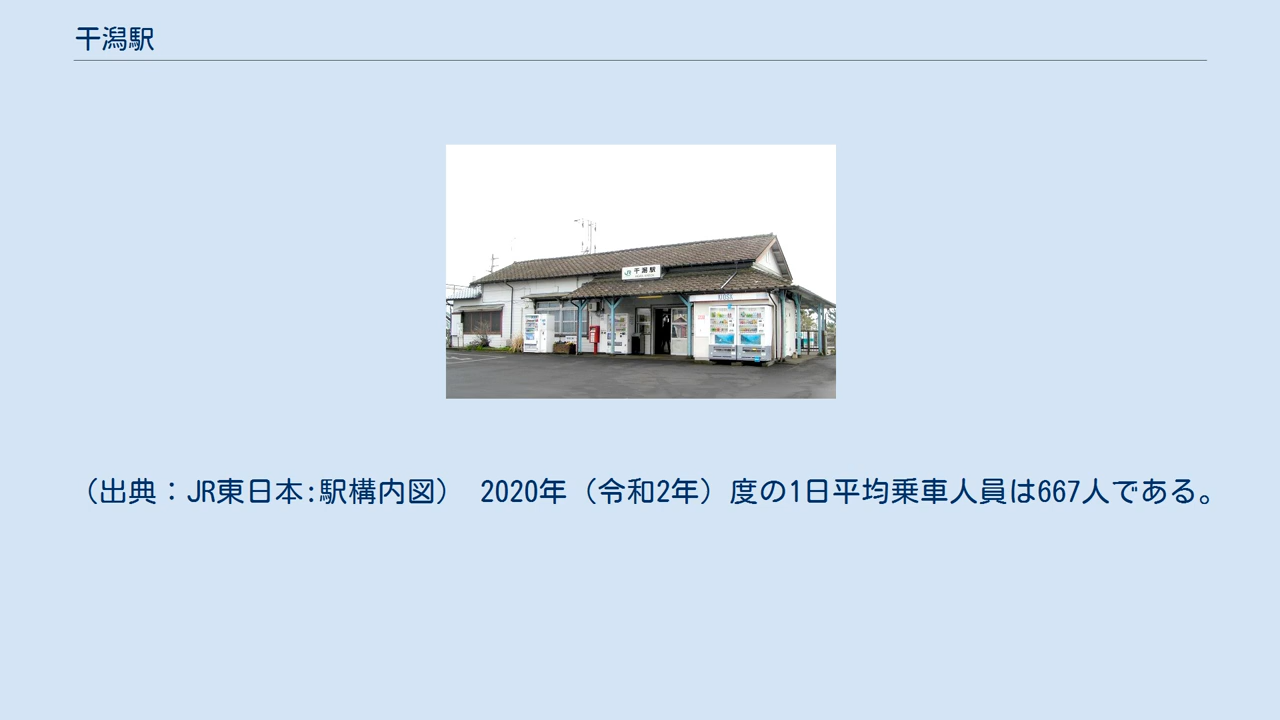 干潟駅
JR 干潟駅
（出典：JR東日本:駅構内図） 2020年（令和2年）度の1日平均乗車人員は667人である。